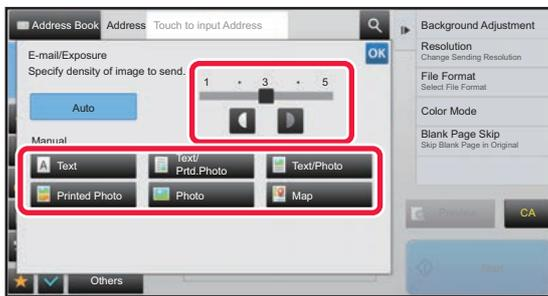 Address Book Address Touch to input Address
E-mail/Exposure
OK
Specify density of image to send.
1 · 3 · 5
Auto
Manual
A Text
Text/
Prtd.Photo
Text/Photo
Printed Photo
Photo
Map
Others
Background Adjustment
Resolution
Change Sending Resolution
File Format
Select File Format
Color Mode
Blank Page Skip
Skip Blank Page in Original
Preview
CA
Start